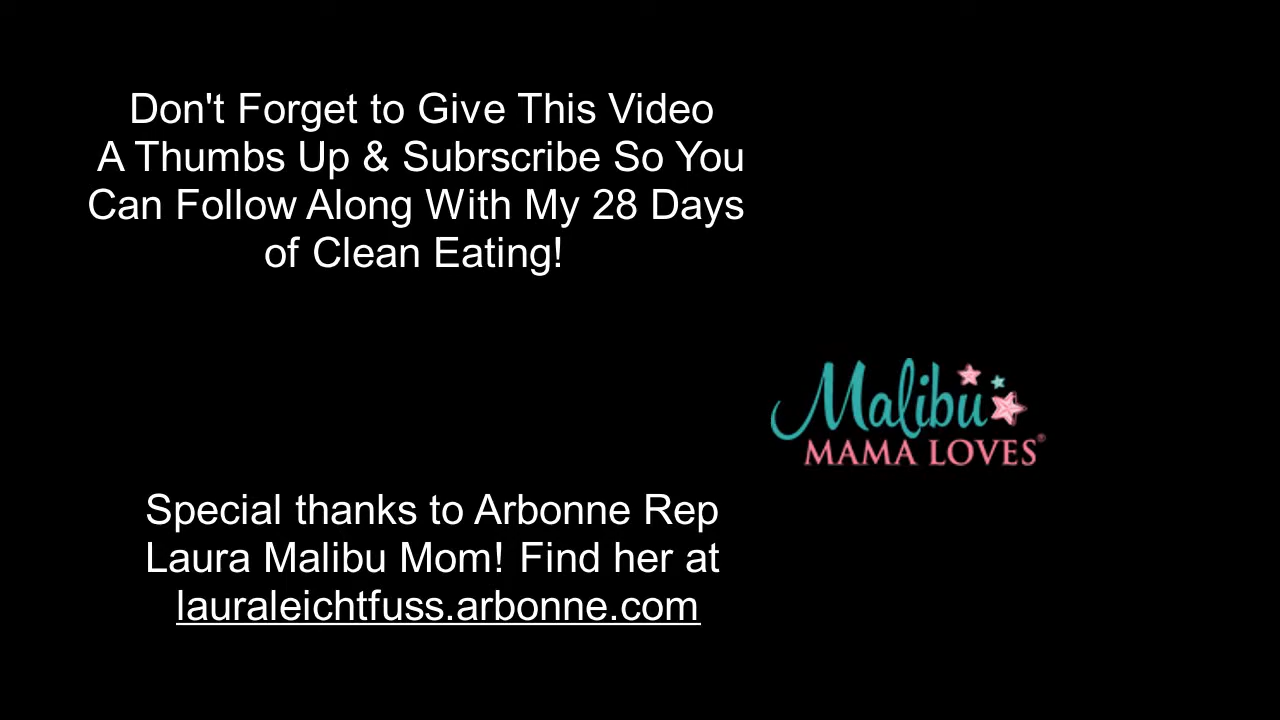 Don't Forget to Give This Video
A Thumbs Up & Subrscribe So You
Can Follow Along With My 28 Days
of Clean Eating!
Malibu
MAMA LOVES®
Special thanks to Arbonne Rep
Laura Malibu Mom! Find her at
lauraleichtfuss.arbonne.com